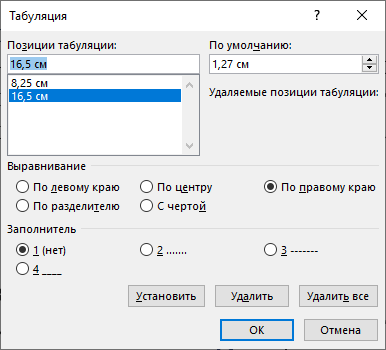 Табуляция
Позиции табуляции:
По умолчанию:
16,5 см
1,27 см
8,25 см
16,5 см
Удаляемые позиции табуляции:
Выравнивание
По левому краю
По центру
По правому краю
По разделителю
С чертой
Заполнитель
1 (нет)
2 .......
3 -------
4 ____
Установить
Удалить
Удалить все
ОК
Отмена